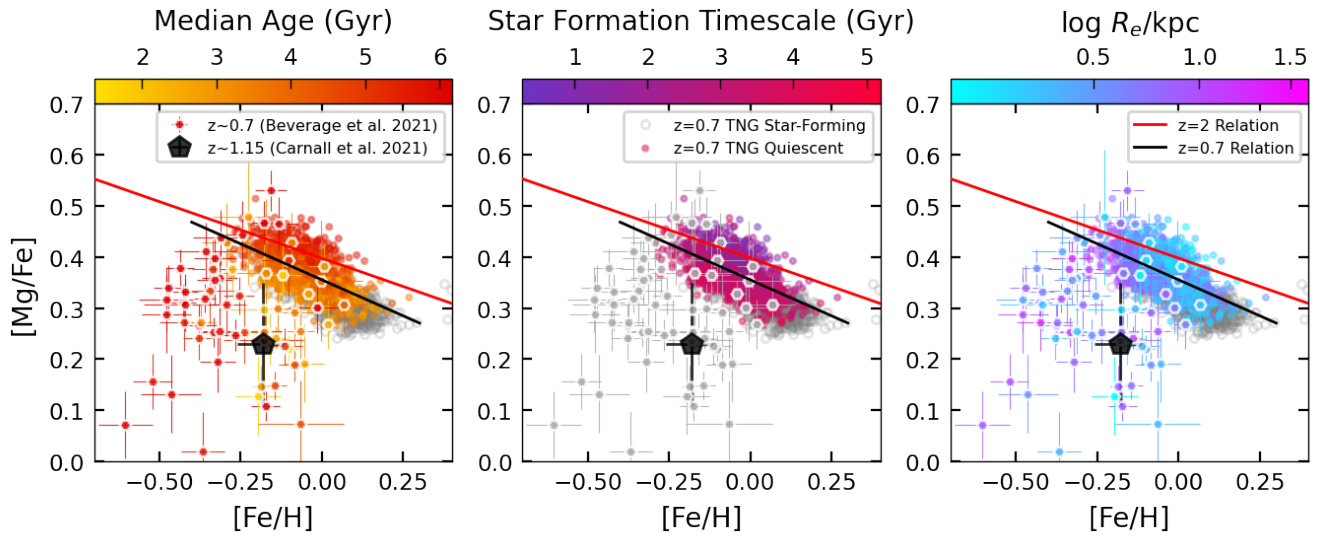 Median Age (Gyr)
2 3 4 5 6
0.7
0.6
0.5
0.4
0.3
0.2
0.1
0.0
[Mg/Fe]
z~0.7 (Beverage et al. 2021)
z~1.15 (Carnall et al. 2021)
−0.50 −0.25 0.00 0.25
[Fe/H]
Star Formation Timescale (Gyr)
1 2 3 4 5
0.7
0.6
0.5
0.4
0.3
0.2
0.1
0.0
z=0.7 TNG Star-Forming
z=0.7 TNG Quiescent
−0.50 −0.25 0.00 0.25
[Fe/H]
log Re/kpc
0.5 1.0 1.5
0.7
0.6
0.5
0.4
0.3
0.2
0.1
0.0
z=2 Relation
z=0.7 Relation
−0.50 −0.25 0.00 0.25
[Fe/H]